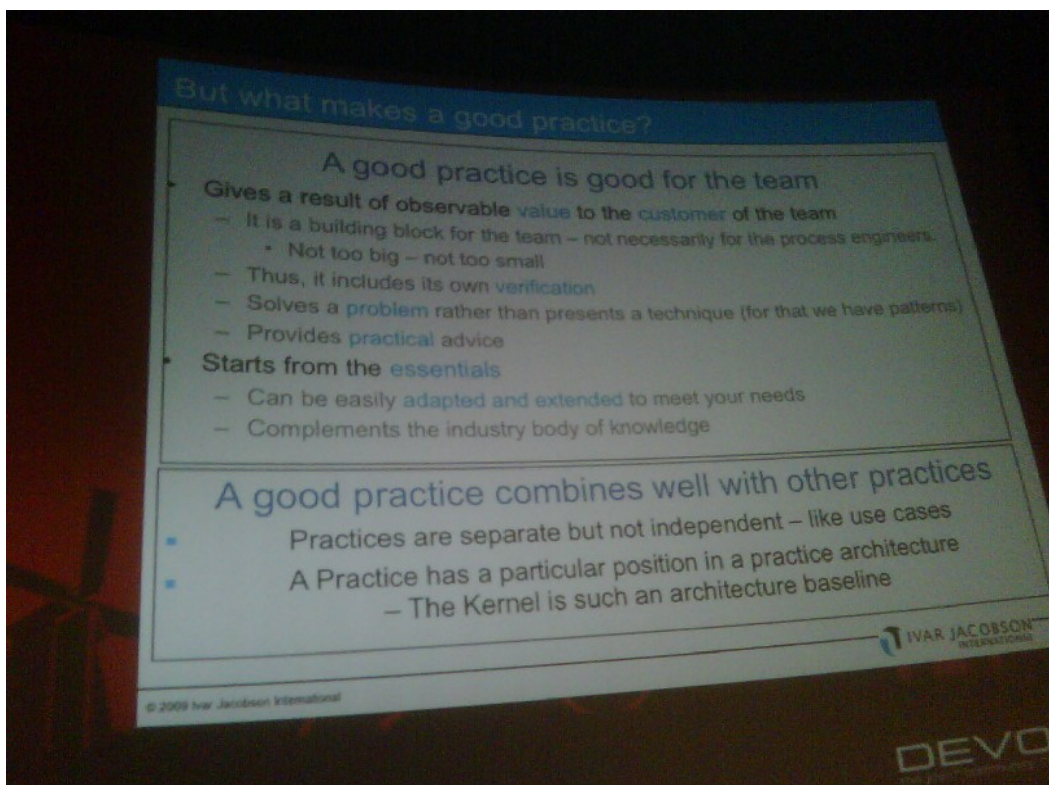 But what makes a good practice?
A good practice is good for the team
• Gives a result of observable value to the customer of the team
– It is a building block for the team – not necessarily for the process engineers.
• Not too big – not too small
– Thus, it includes its own verification
– Solves a problem rather than presents a technique (for that we have patterns)
– Provides practical advice
• Starts from the essentials
– Can be easily adapted and extended to meet your needs
– Complements the industry body of knowledge
A good practice combines well with other practices
▪ Practices are separate but not independent – like use cases
▪ A Practice has a particular position in a practice architecture
– The Kernel is such an architecture baseline
IVAR JACOBSON
INTERNATIONAL
© 2009 Ivar Jacobson International
DEVO